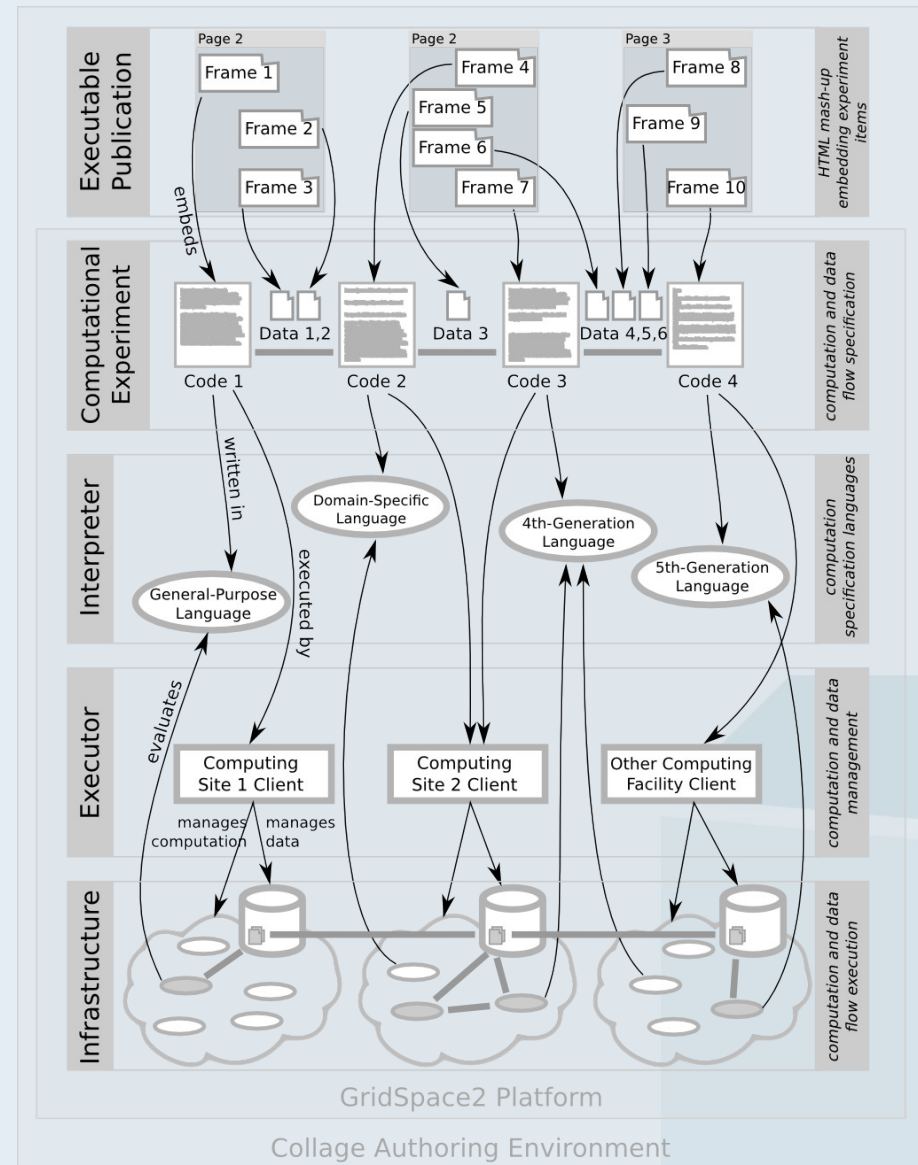 Executable
Publication
Page 2
Frame 1
Frame 2
Frame 3
Page 2
Frame 4
Frame 5
Frame 6
Frame 7
Page 3
Frame 8
Frame 9
Frame 10
HTML mash-up
embedding experiment
items
embeds
Computational
Experiment
Data 1,2
Data 3
Data 4,5,6
Code 1
Code 2
Code 3
Code 4
computation and data
flow specification
written in
executed by
Interpreter
Domain-Specific
Language
4th-Generation
Language
5th-Generation
Language
General-Purpose
Language
computation
specification languages
evaluates
Executor
Computing
Site 1 Client
Computing
Site 2 Client
Other Computing
Facility Client
manages
computation
manages
data
computation and data
management
Infrastructure
computation and data
flow execution
GridSpace2 Platform
Collage Authoring Environment